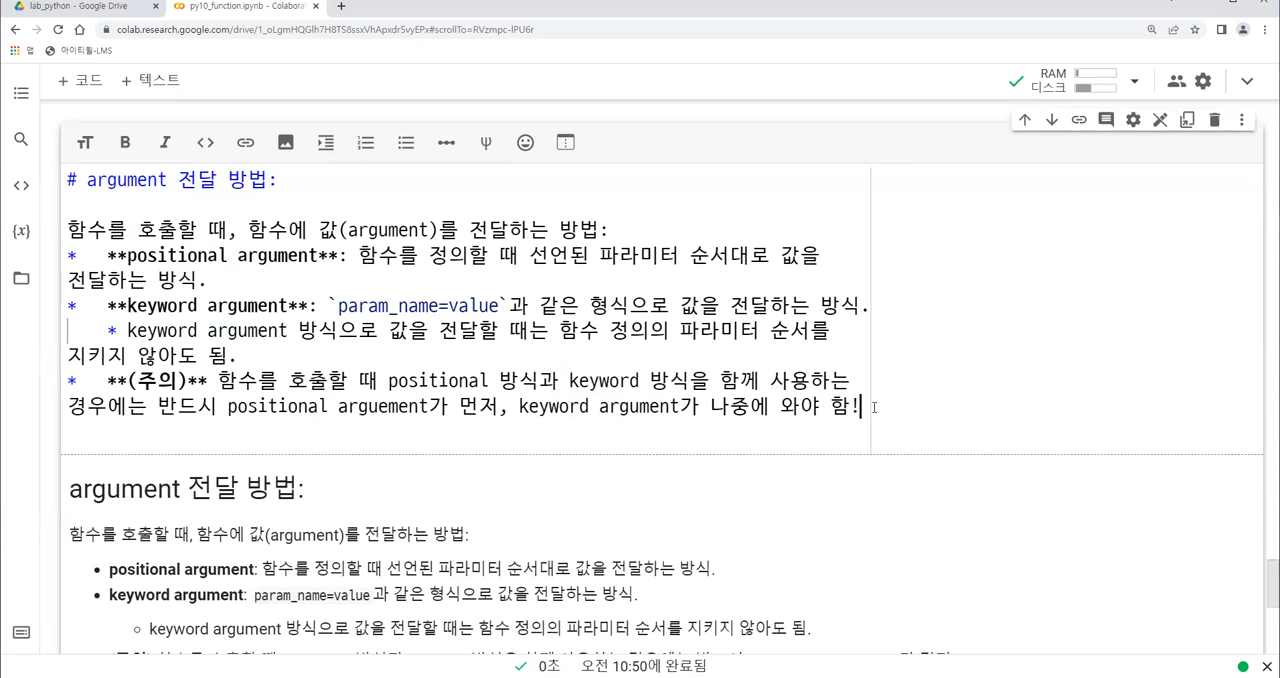 lab_python - Google Drive
py10_function.ipynb - Colabora
colab.research.google.com/drive/1_oLgmHQGlh7H8TS8ssxVhApxdr5vyEPx#scrollTo=RVzmpc-lPU6r
앱 아이티윌-LMS
+ 코드 + 텍스트
RAM
디스크
# argument 전달 방법:
함수를 호출할 때, 함수에 값(argument)를 전달하는 방법:
* **positional argument**: 함수를 정의할 때 선언된 파라미터 순서대로 값을
전달하는 방식.
* **keyword argument**: `param_name=value`과 같은 형식으로 값을 전달하는 방식.
* keyword argument 방식으로 값을 전달할 때는 함수 정의의 파라미터 순서를
지키지 않아도 됨.
* **(주의)** 함수를 호출할 때 positional 방식과 keyword 방식을 함께 사용하는
경우에는 반드시 positional arguement가 먼저, keyword argument가 나중에 와야 함!
argument 전달 방법:
함수를 호출할 때, 함수에 값(argument)를 전달하는 방법:
• positional argument: 함수를 정의할 때 선언된 파라미터 순서대로 값을 전달하는 방식.
• keyword argument: param_name=value과 같은 형식으로 값을 전달하는 방식.
○ keyword argument 방식으로 값을 전달할 때는 함수 정의의 파라미터 순서를 지키지 않아도 됨.
0초 오전 10:50에 완료됨